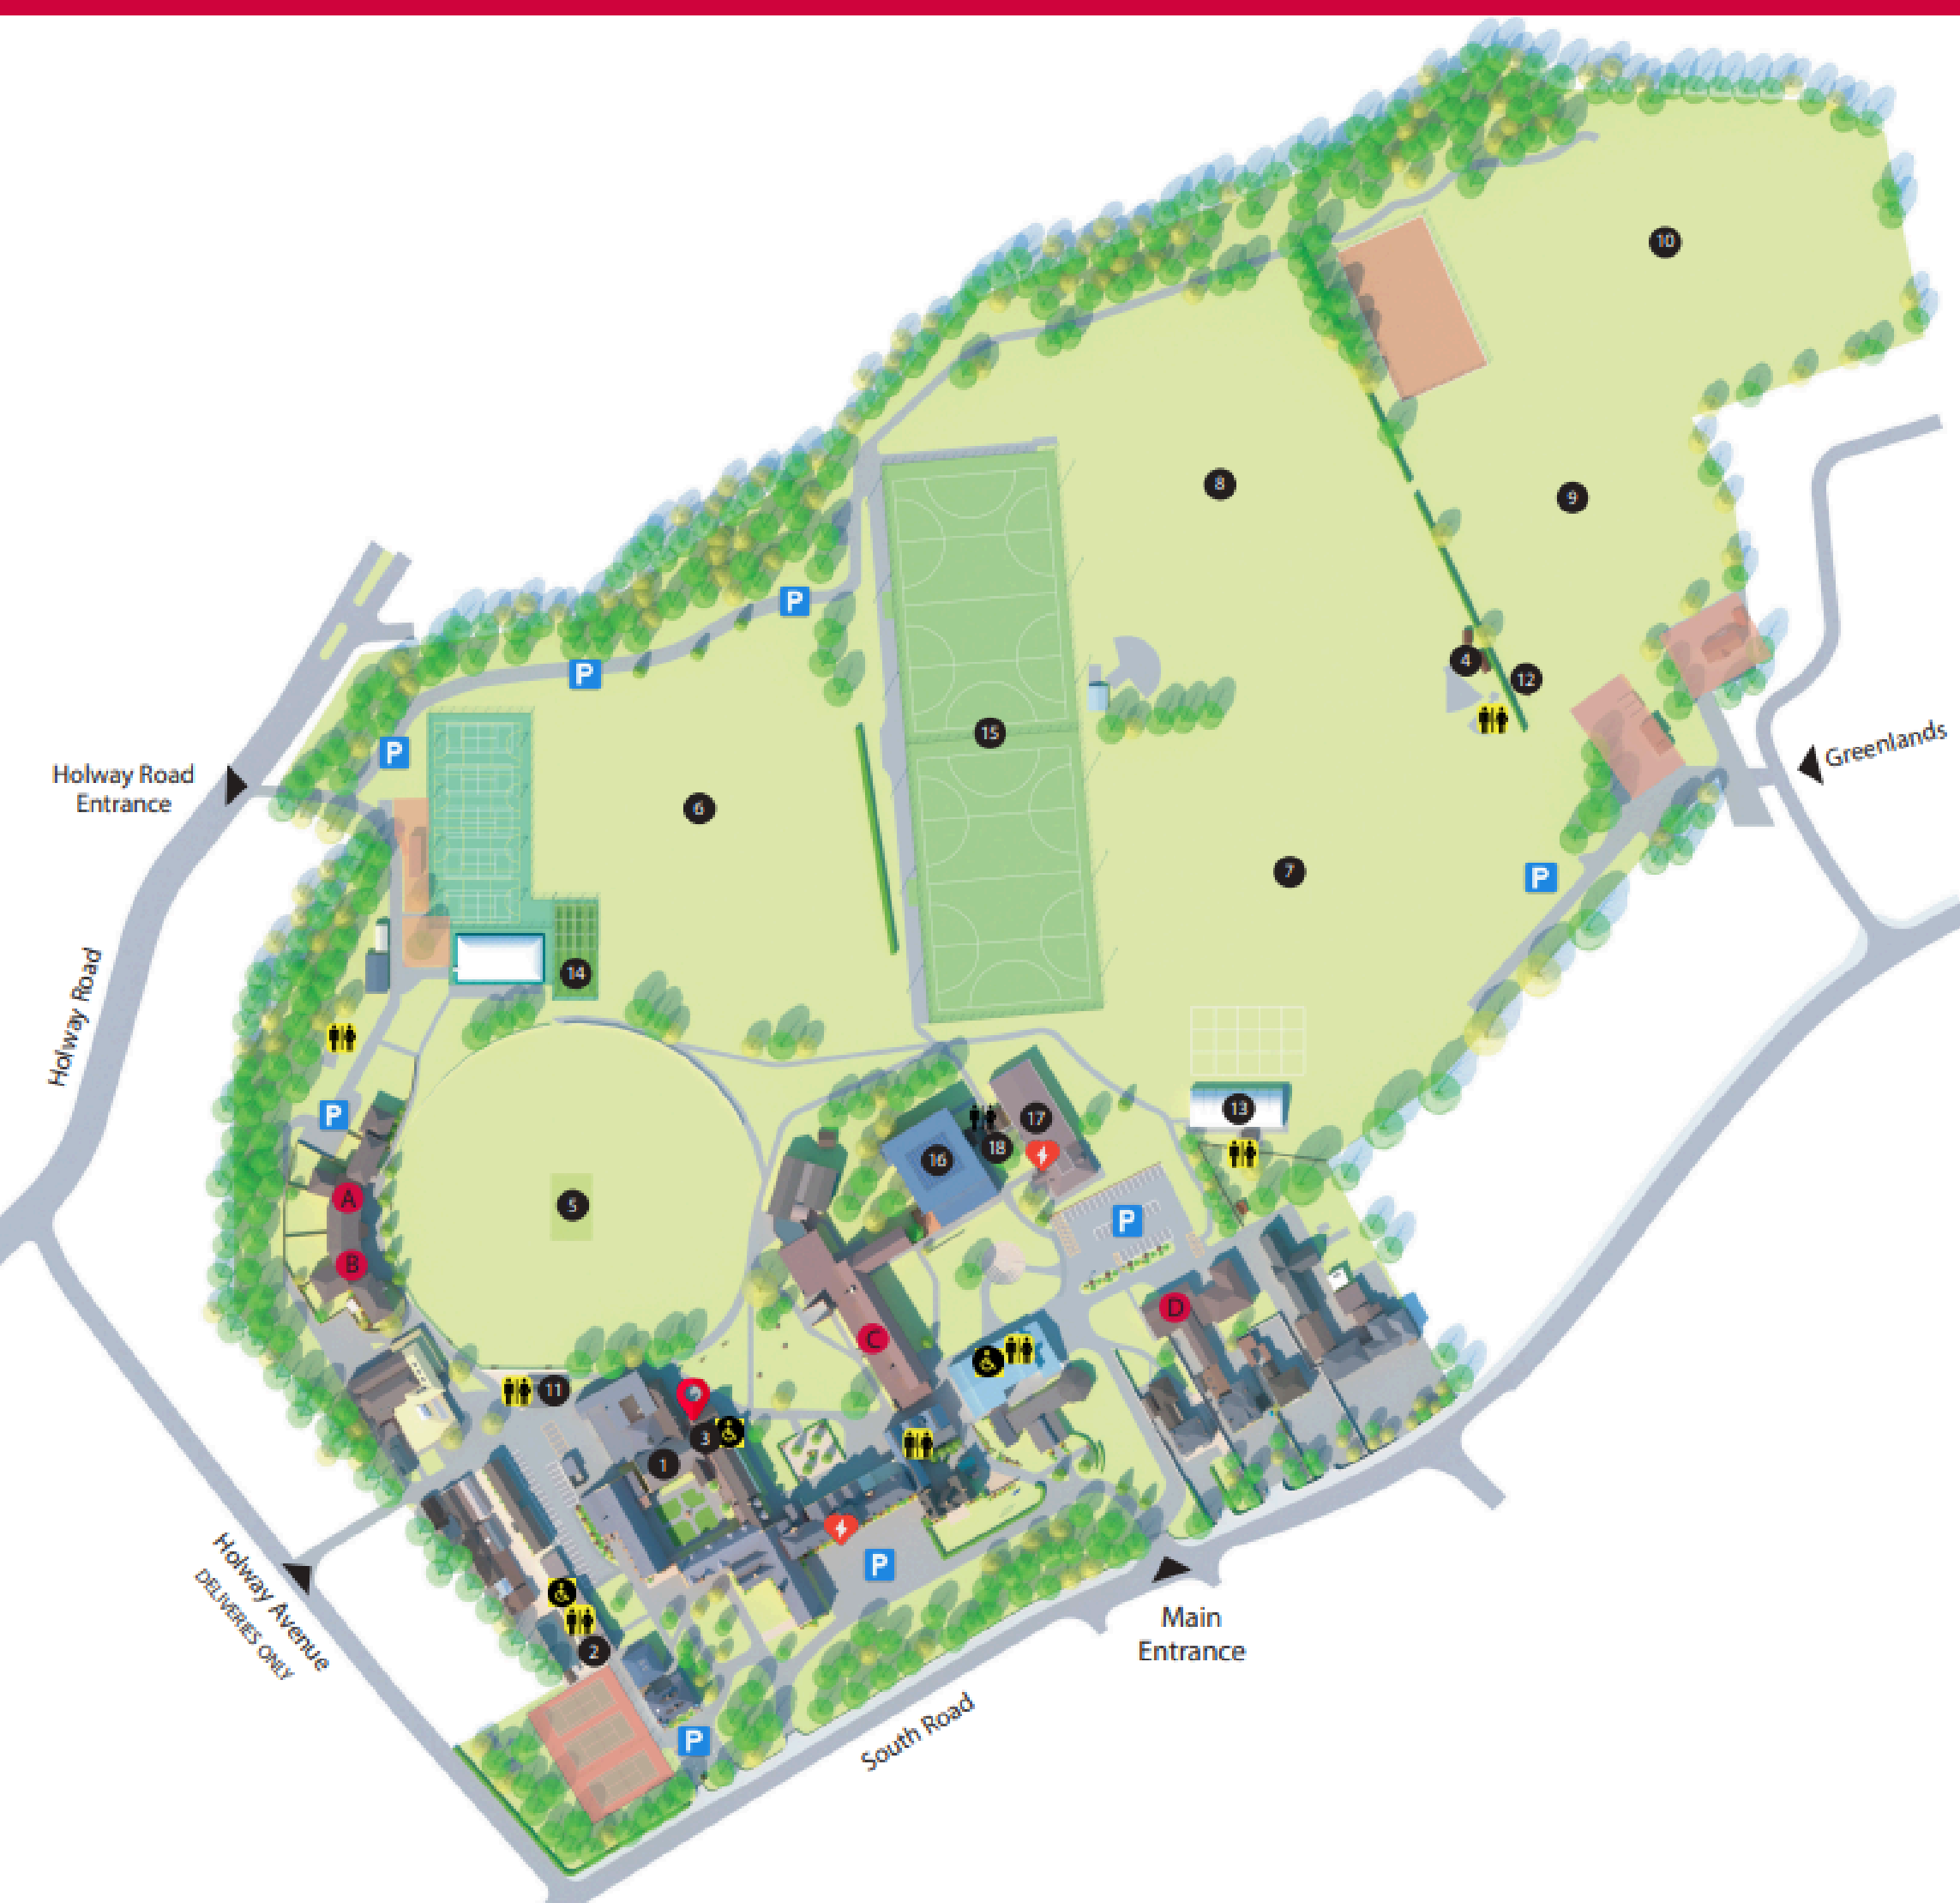 10
8
9
P
4
12
P
15
P
Greenlands
Holway Road
Entrance
6
7
P
14
Holway Road
P
13
17
18
16
A
5
P
B
D
C
11
3
1
Holway Avenue
DELIVERIES ONLY
P
Main
Entrance
2
South Road
P